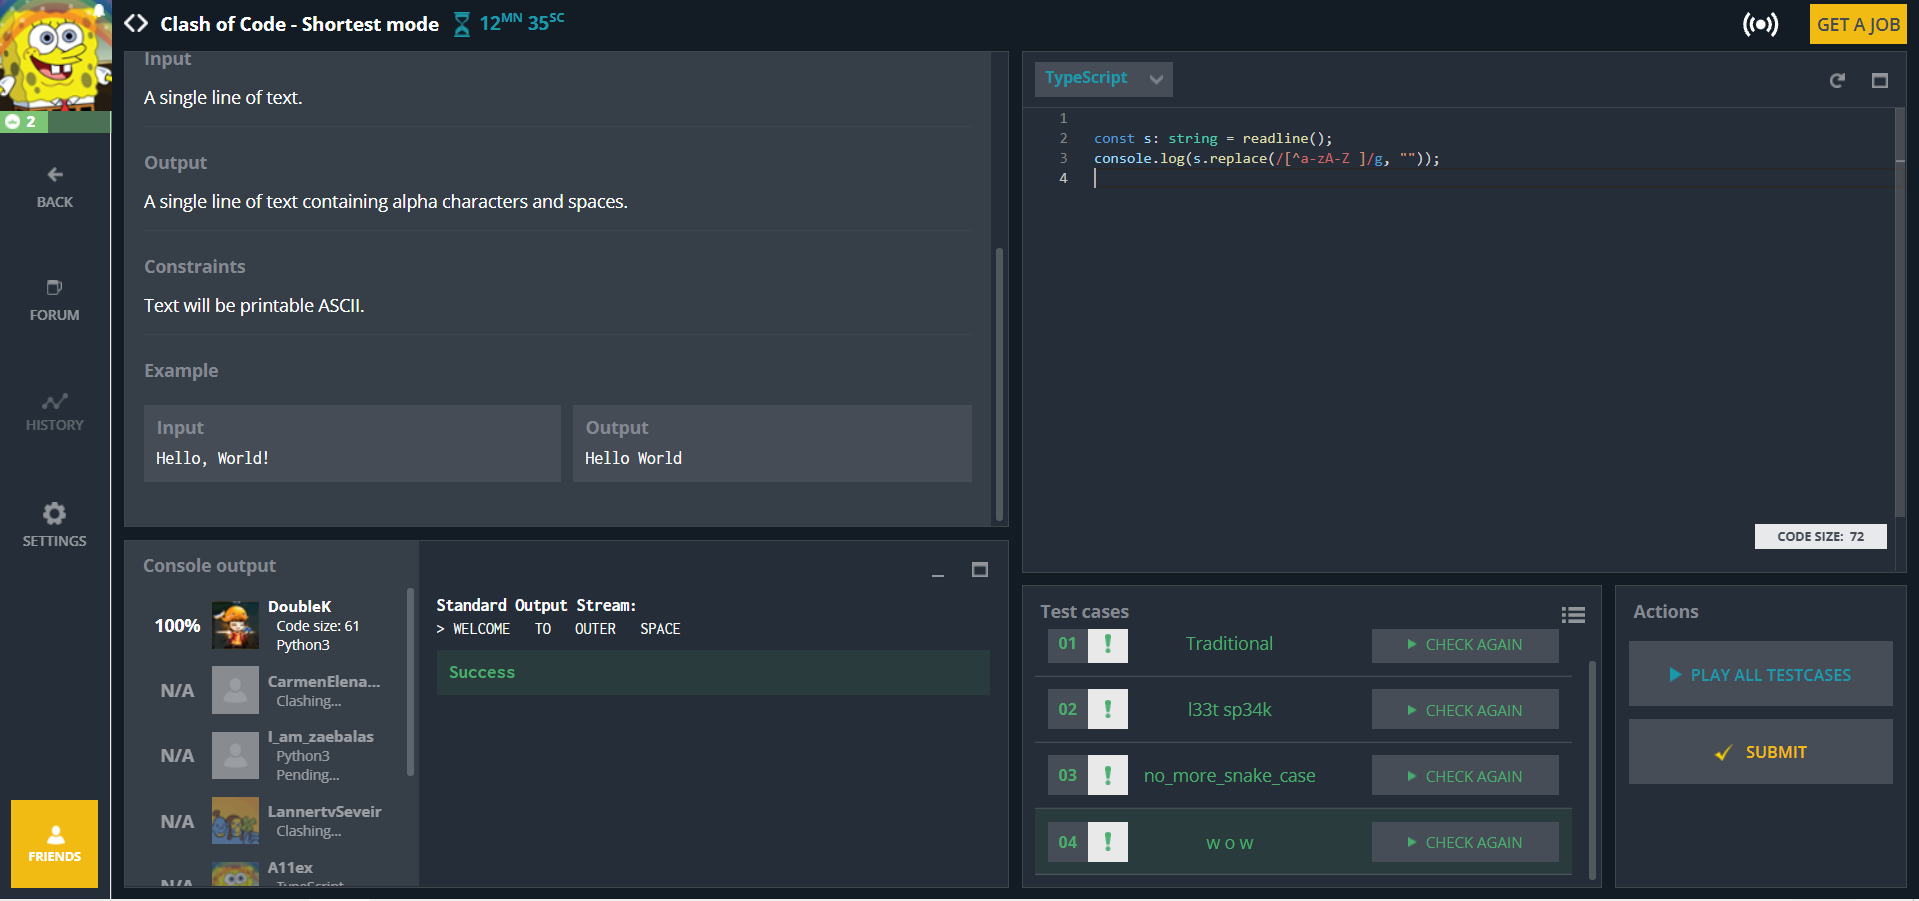 Clash of Code - Shortest mode 12MN 35SC
GET A JOB
2
BACK
FORUM
HISTORY
SETTINGS
FRIENDS
Input
A single line of text.
Output
A single line of text containing alpha characters and spaces.
Constraints
Text will be printable ASCII.
Example
Input
Hello, World!
Output
Hello World
TypeScript
1
2 const s: string = readline();
3 console.log(s.replace(/[^a-zA-Z ]/g, ""));
4
CODE SIZE: 72
Console output
100% DoubleK
Code size: 61
Python3
N/A CarmenElena...
Clashing...
N/A I_am_zaebalas
Python3
Pending...
N/A LannertvSeveir
Clashing...
N/A A11ex
TypeScript
Standard Output Stream:
> WELCOME TO OUTER SPACE
Success
Test cases
01 ! Traditional CHECK AGAIN
02 ! l33t sp34k CHECK AGAIN
03 ! no_more_snake_case CHECK AGAIN
04 ! w o w CHECK AGAIN
Actions
PLAY ALL TESTCASES
SUBMIT